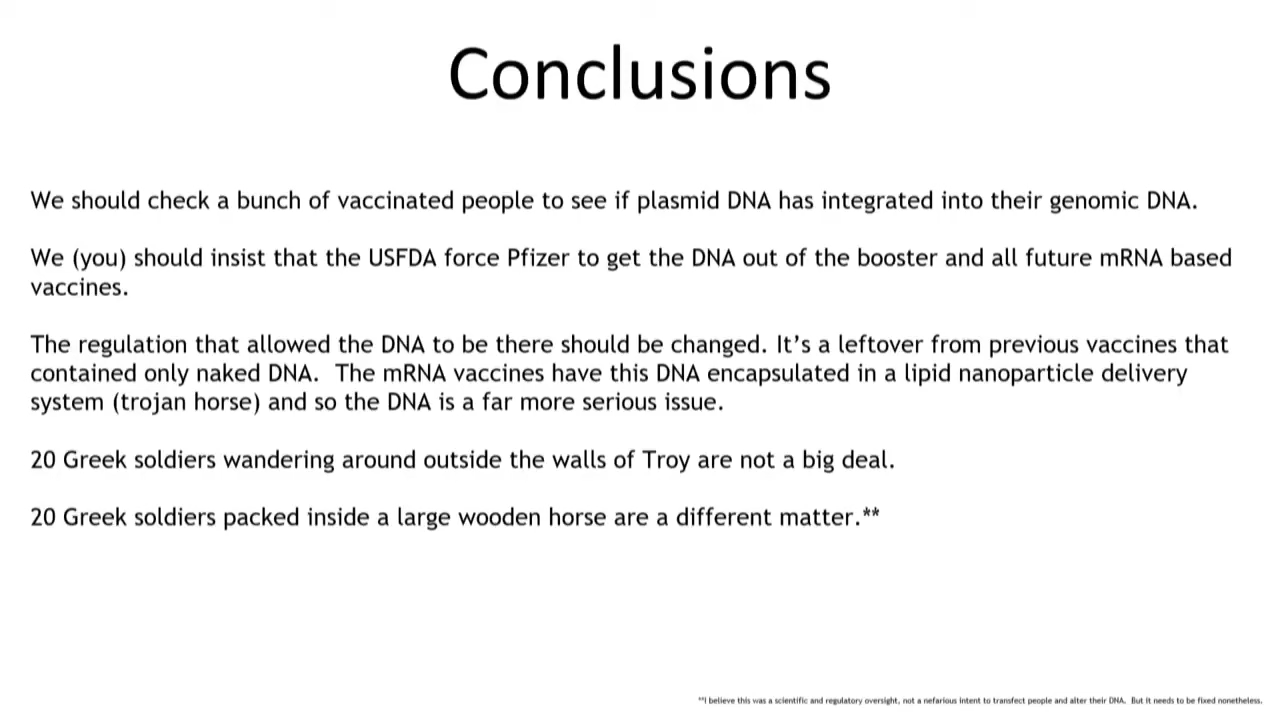 Conclusions
We should check a bunch of vaccinated people to see if plasmid DNA has integrated into their genomic DNA.
We (you) should insist that the USFDA force Pfizer to get the DNA out of the booster and all future mRNA based
vaccines.
The regulation that allowed the DNA to be there should be changed. It’s a leftover from previous vaccines that
contained only naked DNA.  The mRNA vaccines have this DNA encapsulated in a lipid nanoparticle delivery
system (trojan horse) and so the DNA is a far more serious issue.
20 Greek soldiers wandering around outside the walls of Troy are not a big deal.
20 Greek soldiers packed inside a large wooden horse are a different matter.**
**I believe this was a scientific and regulatory oversight, not a nefarious intent to transfect people and alter their DNA.  But it needs to be fixed nonetheless.